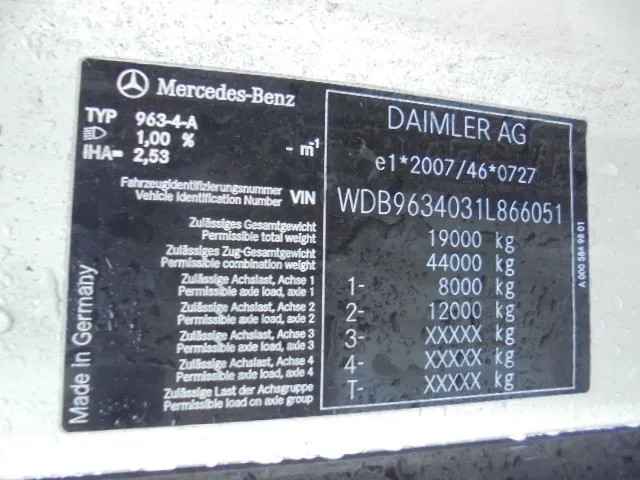 Mercedes-Benz
TYP 963-4-A
1,00 %
IHA= 2,53 - m-1
Fahrzeugidentifizierungsnummer
Vehicle Identification Number VIN
Zulässiges Gesamtgewicht
Permissible total weight
Zulässiges Zug-Gesamtgewicht
Permissible combination weight
Zulässige Achslast, Achse 1
Permissible axle load, axle 1
Zulässige Achslast, Achse 2
Permissible axle load, axle 2
Zulässige Achslast, Achse 3
Permissible axle load, axle 3
Zulässige Achslast, Achse 4
Permissible axle load, axle 4
Zulässige Last der Achsgruppe
Permissible load on axle group
Made in Germany
DAIMLER AG
e1*2007/46*0727
WDB9634031L866051
19000 kg
44000 kg
1- 8000 kg
2- 12000 kg
3- XXXXX kg
4- XXXXX kg
T- XXXXX kg
A 000 584 98 01